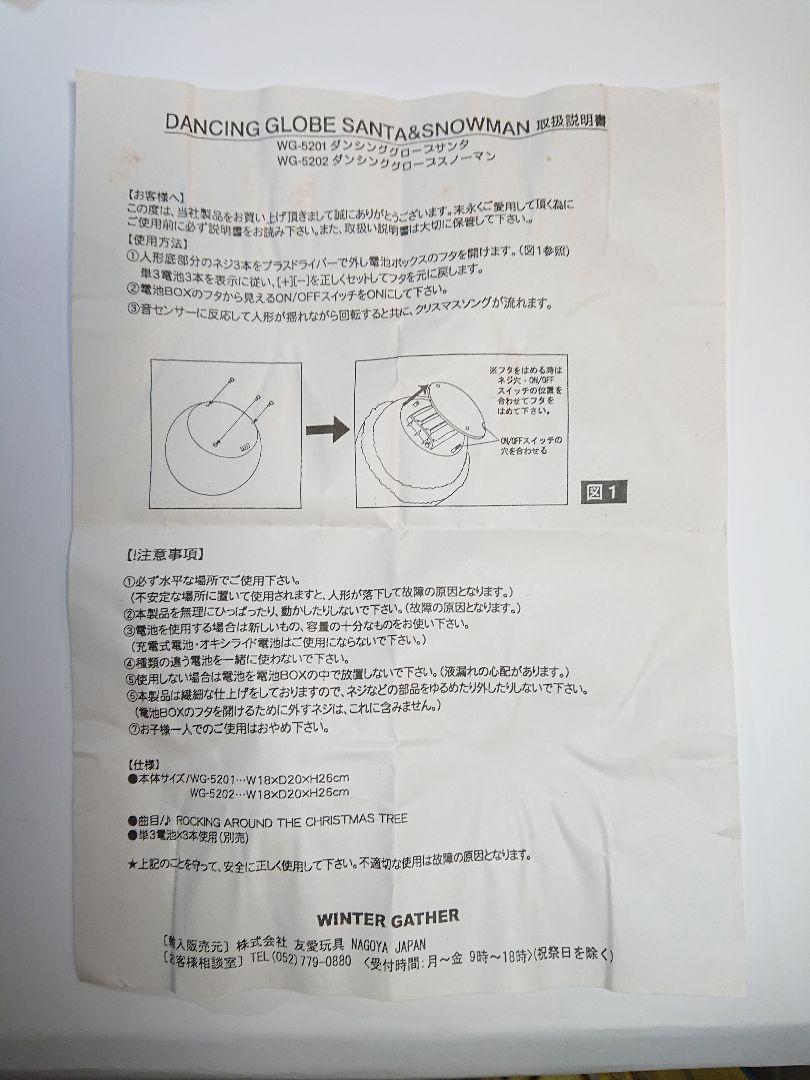 DANCING GLOBE SANTA&SNOWMAN 取扱説明書
WG-5201 ダンシンググローブサンタ
WG-5202 ダンシンググローブスノーマン
【お客様へ】
この度は、当社製品をお買い上げ頂きまして誠にありがとうございます。末永くご愛用して頂く為に
ご使用前に必ず説明書をお読み下さい。また、取扱い説明書は大切に保管して下さい。
【使用方法】
①人形底部分のネジ3本をプラスドライバーで外し電池ボックスのフタを開けます。(図1参照)
単3電池3本を表示に従い、[+][-]を正しくセットしてフタを元に戻します。
②電池BOXのフタから見えるON/OFFスイッチをONにして下さい。
③音センサーに反応して人形が揺れながら回転すると共に、クリスマスソングが流れます。
※フタをはめる時は
ネジ穴・ON/OFF
スイッチの位置を
合わせてフタを
はめて下さい。
ON/OFFスイッチの
穴を合わせる
図1
【!注意事項】
①必ず水平な場所でご使用下さい。
(不安定な場所に置いて使用されますと、人形が落下して故障の原因となります。)
②本製品を無理にひっぱったり、動かしたりしないで下さい。(故障の原因となります。)
③電池を使用する場合は新しいもの、容量の十分なものをお使い下さい。
(充電式電池・オキシライド電池はご使用にならないで下さい。)
④種類の違う電池を一緒に使わないで下さい。
⑤使用しない場合は電池を電池BOXの中で放置しないで下さい。(液漏れの心配があります。)
⑥本製品は繊細な仕上げをしておりますので、ネジなどの部品をゆるめたり外したりしないで下さい。
(電池BOXのフタを開けるために外すネジは、これに含みません。)
⑦お子様一人でのご使用はおやめ下さい。
【仕様】
●本体サイズ/WG-5201…W18×D20×H26cm
WG-5202…W18×D20×H26cm
●曲目/♪ ROCKING AROUND THE CHRISTMAS TREE
●単3電池×3本使用(別売)
★上記のことを守って、安全に正しく使用して下さい。不適切な使用は故障の原因となります。
WINTER GATHER
〔輸入販売元〕株式会社 友愛玩具 NAGOYA JAPAN
〔お客様相談室〕TEL(052)779-0880 〈受付時間:月〜金 9時〜18時〉(祝祭日を除く)